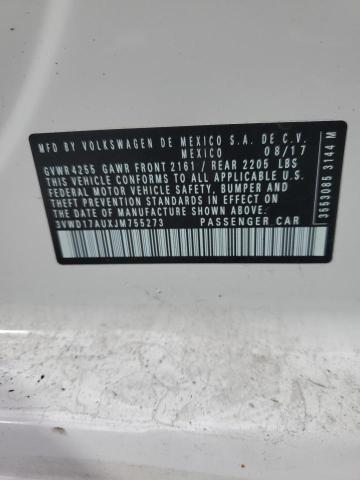 MFD BY VOLKSWAGEN DE MEXICO S.A. DE C.V.
MEXICO 08/17
GVWR4255 GAWR FRONT 2161 / REAR 2205 LBS
THIS VEHICLE CONFORMS TO ALL APPLICABLE U.S.
FEDERAL MOTOR VEHICLE SAFETY, BUMPER AND
THEFT PREVENTION STANDARDS IN EFFECT
ON THE DATE OF MANUFACTURE SHOWN ABOVE
3VWD17AUXJM755273 PASSENGER CAR
3553085 3144 M